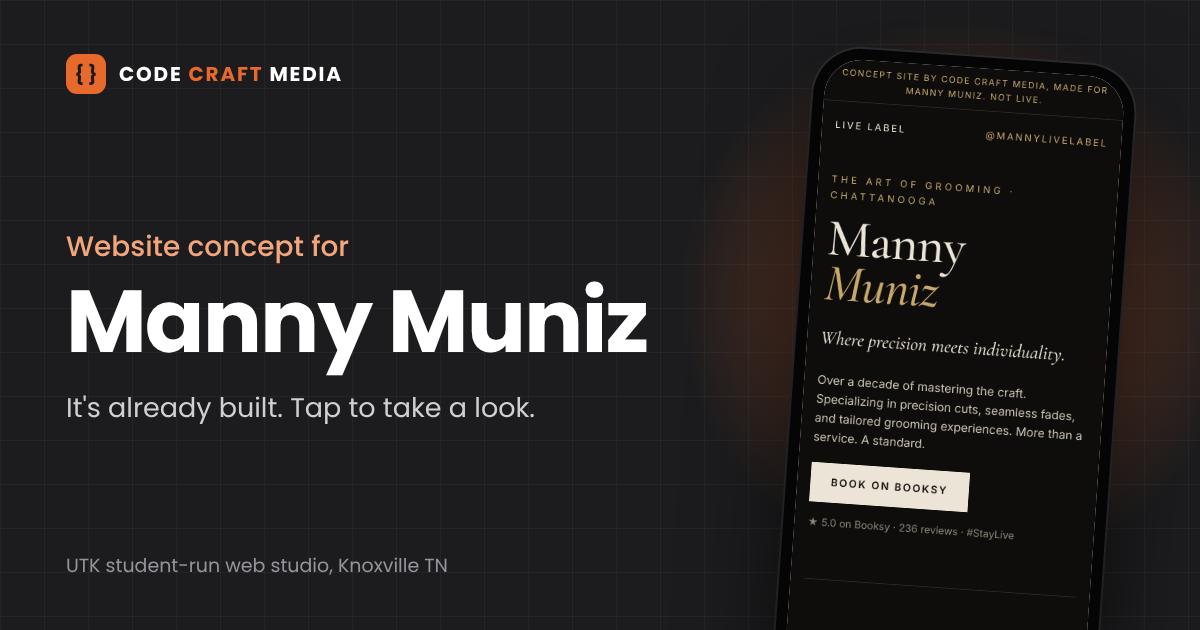 { } CODE CRAFT MEDIA
Website concept for
Manny Muniz
It's already built. Tap to take a look.
UTK student-run web studio, Knoxville TN
CONCEPT SITE BY CODE CRAFT MEDIA, MADE FOR
MANNY MUNIZ. NOT LIVE.
LIVE LABEL
@MANNYLIVELABEL
THE ART OF GROOMING ·
CHATTANOOGA
Manny
Muniz
Where precision meets individuality.
Over a decade of mastering the craft.
Specializing in precision cuts, seamless fades,
and tailored grooming experiences. More than a
service. A standard.
BOOK ON BOOKSY
★ 5.0 on Booksy · 236 reviews · #StayLive